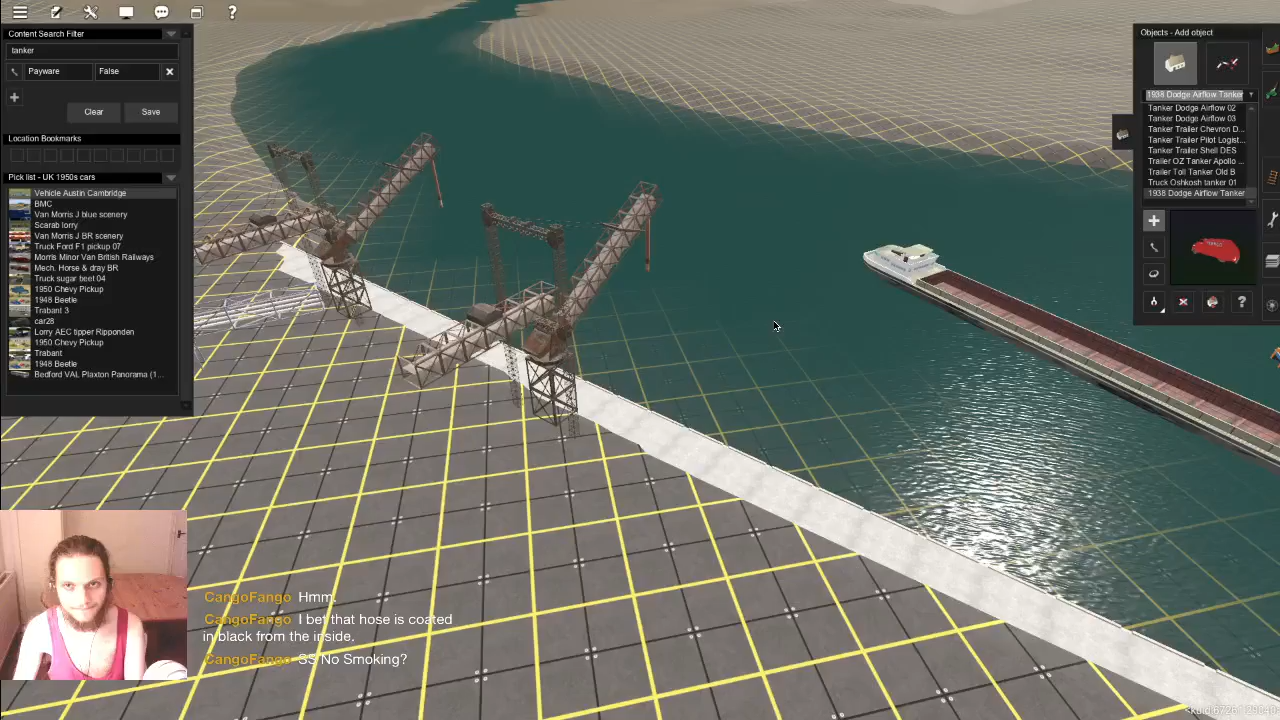 Content Search Filter
tanker
Payware False
Clear Save
Location Bookmarks
Pick list - UK 1950s cars
Vehicle Austin Cambridge
BMC
Van Morris J blue scenery
Scarab lorry
Van Morris J BR scenery
Truck Ford F1 pickup 07
Morris Minor Van British Railways
Mech. Horse & dray BR
Truck sugar beet 04
1950 Chevy Pickup
1948 Beetle
Trabant 3
car28
Lorry AEC tipper Ripponden
1950 Chevy Pickup
Trabant
1948 Beetle
Bedford VAL Plaxton Panorama (1...
Objects - Add object
1938 Dodge Airflow Tanker
Tanker Dodge Airflow 02
Tanker Dodge Airflow 03
Tanker Trailer Chevron D...
Tanker Trailer Pilot Logist...
Tanker Trailer Shell DES
Trailer OZ Tanker Apollo ...
Trailer Toll Tanker Old B
Truck Oshkosh tanker 01
1938 Dodge Airflow Tanker
CangoFango Hmm.
CangoFango I bet that hose is coated
in black from the inside.
CangoFango SS No Smoking?